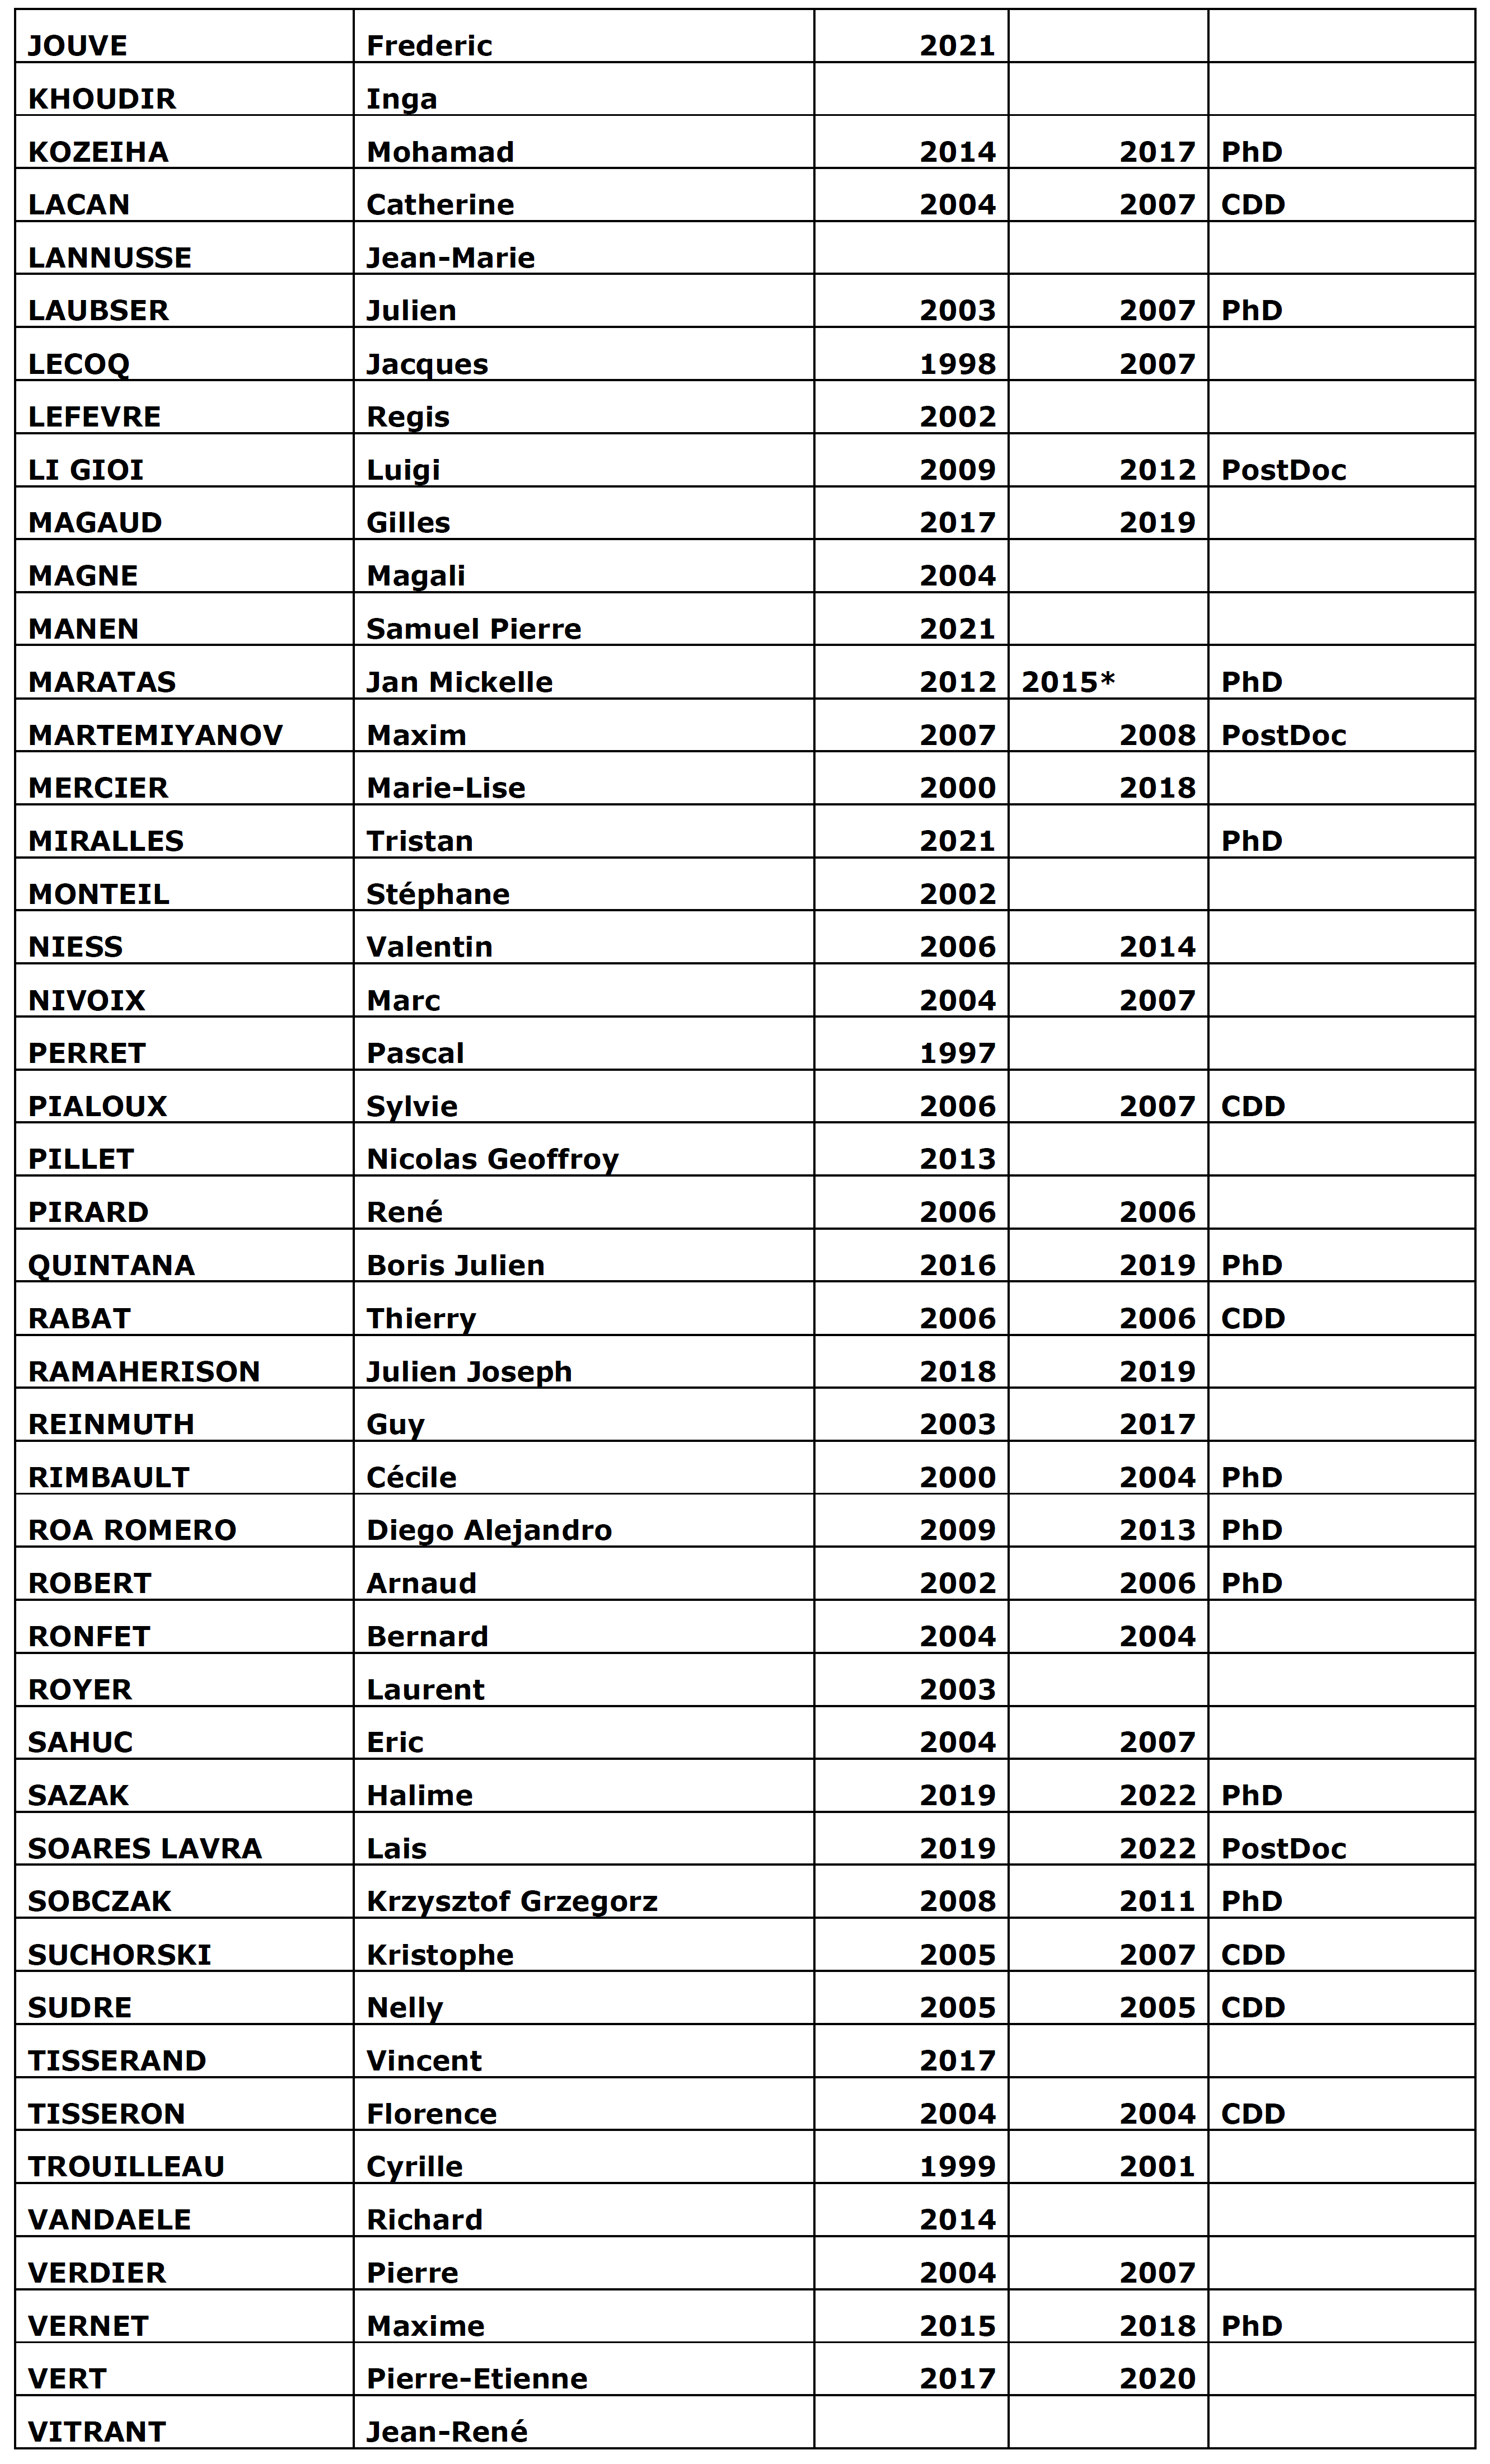 JOUVE Frederic 2021
KHOUDIR Inga
KOZEIHA Mohamad 2014 2017 PhD
LACAN Catherine 2004 2007 CDD
LANNUSSE Jean-Marie
LAUBSER Julien 2003 2007 PhD
LECOQ Jacques 1998 2007
LEFEVRE Regis 2002
LI GIOI Luigi 2009 2012 PostDoc
MAGAUD Gilles 2017 2019
MAGNE Magali 2004
MANEN Samuel Pierre 2021
MARATAS Jan Mickelle 2012 2015* PhD
MARTEMIYANOV Maxim 2007 2008 PostDoc
MERCIER Marie-Lise 2000 2018
MIRALLES Tristan 2021 PhD
MONTEIL Stéphane 2002
NIESS Valentin 2006 2014
NIVOIX Marc 2004 2007
PERRET Pascal 1997
PIALOUX Sylvie 2006 2007 CDD
PILLET Nicolas Geoffroy 2013
PIRARD René 2006 2006
QUINTANA Boris Julien 2016 2019 PhD
RABAT Thierry 2006 2006 CDD
RAMAHERISON Julien Joseph 2018 2019
REINMUTH Guy 2003 2017
RIMBAULT Cécile 2000 2004 PhD
ROA ROMERO Diego Alejandro 2009 2013 PhD
ROBERT Arnaud 2002 2006 PhD
RONFET Bernard 2004 2004
ROYER Laurent 2003
SAHUC Eric 2004 2007
SAZAK Halime 2019 2022 PhD
SOARES LAVRA Lais 2019 2022 PostDoc
SOBCZAK Krzysztof Grzegorz 2008 2011 PhD
SUCHORSKI Kristophe 2005 2007 CDD
SUDRE Nelly 2005 2005 CDD
TISSERAND Vincent 2017
TISSERON Florence 2004 2004 CDD
TROUILLEAU Cyrille 1999 2001
VANDAELE Richard 2014
VERDIER Pierre 2004 2007
VERNET Maxime 2015 2018 PhD
VERT Pierre-Etienne 2017 2020
VITRANT Jean-René